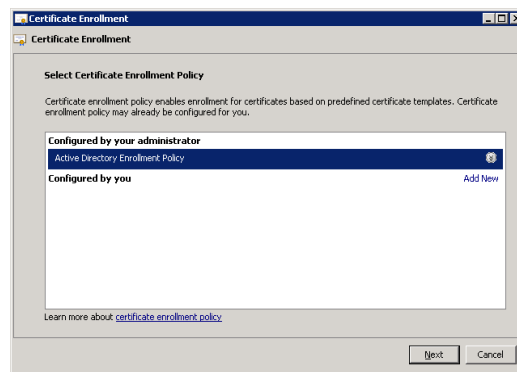 Certificate Enrollment
Certificate Enrollment
Select Certificate Enrollment Policy
Certificate enrollment policy enables enrollment for certificates based on predefined certificate templates. Certificate
enrollment policy may already be configured for you.
Configured by your administrator
Active Directory Enrollment Policy
Configured by you Add New
Learn more about certificate enrollment policy
Next Cancel